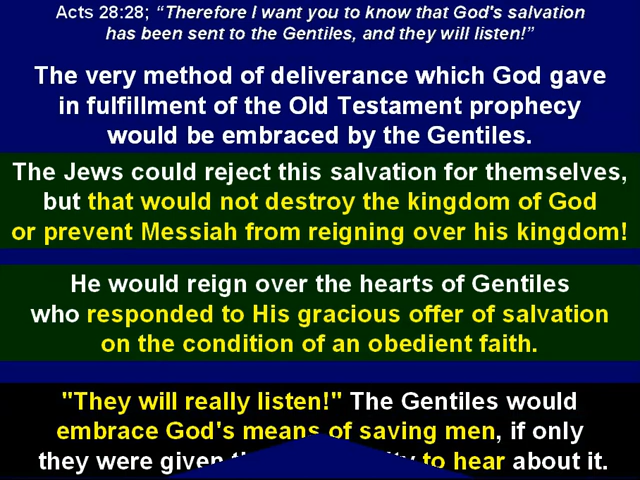 Acts 28:28; “Therefore I want you to know that God's salvation
has been sent to the Gentiles, and they will listen!”
The very method of deliverance which God gave
in fulfillment of the Old Testament prophecy
would be embraced by the Gentiles.
The Jews could reject this salvation for themselves,
but that would not destroy the kingdom of God
or prevent Messiah from reigning over his kingdom!
He would reign over the hearts of Gentiles
who responded to His gracious offer of salvation
on the condition of an obedient faith.
"They will really listen!" The Gentiles would
embrace God's means of saving men, if only
they were given to hear about it.